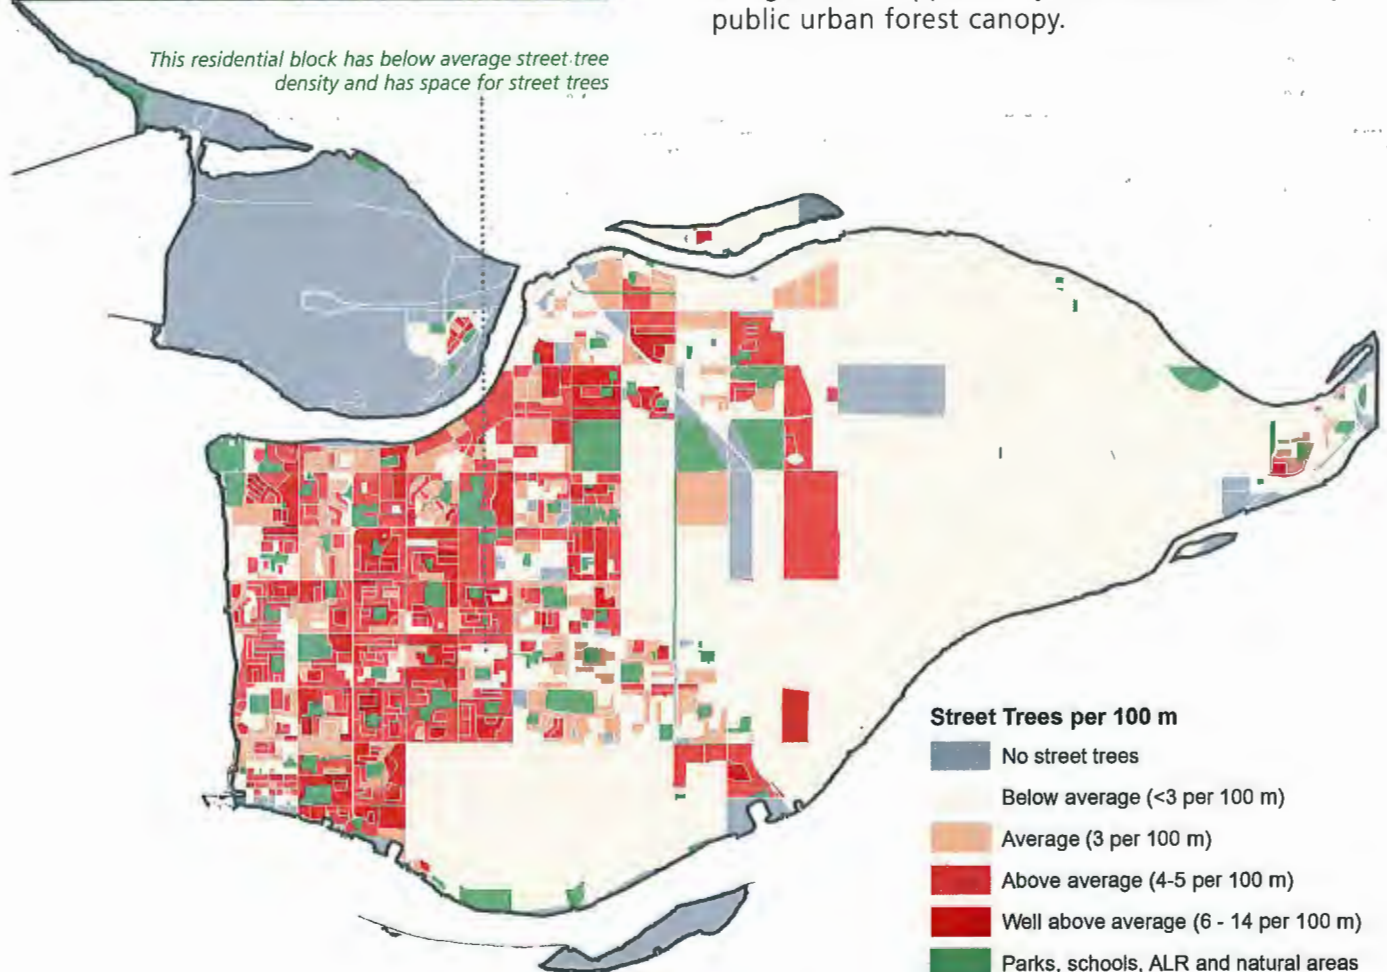 public urban forest canopy.
This residential block has below average street tree
density and has space for street trees
Street Trees per 100 m
No street trees
Below average (<3 per 100 m)
Average (3 per 100 m)
Above average (4-5 per 100 m)
Well above average (6 - 14 per 100 m)
Parks, schools, ALR and natural areas